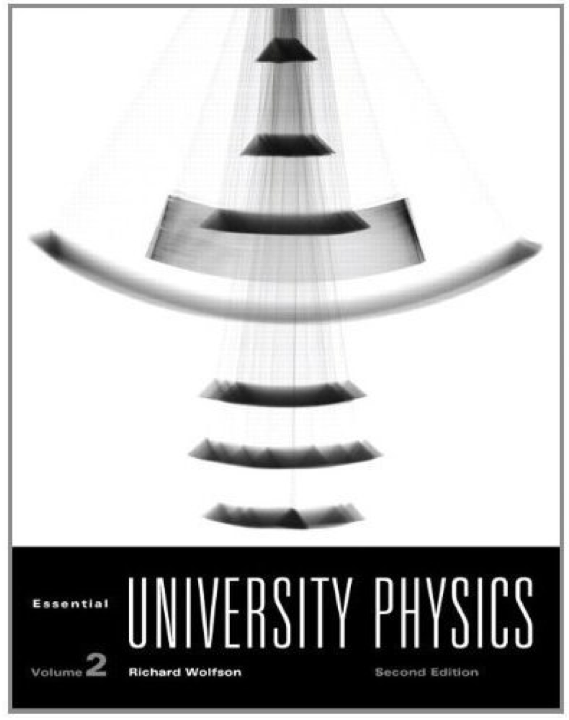 Essential UNIVERSITY PHYSICS
Volume 2 Richard Wolfson Second Edition